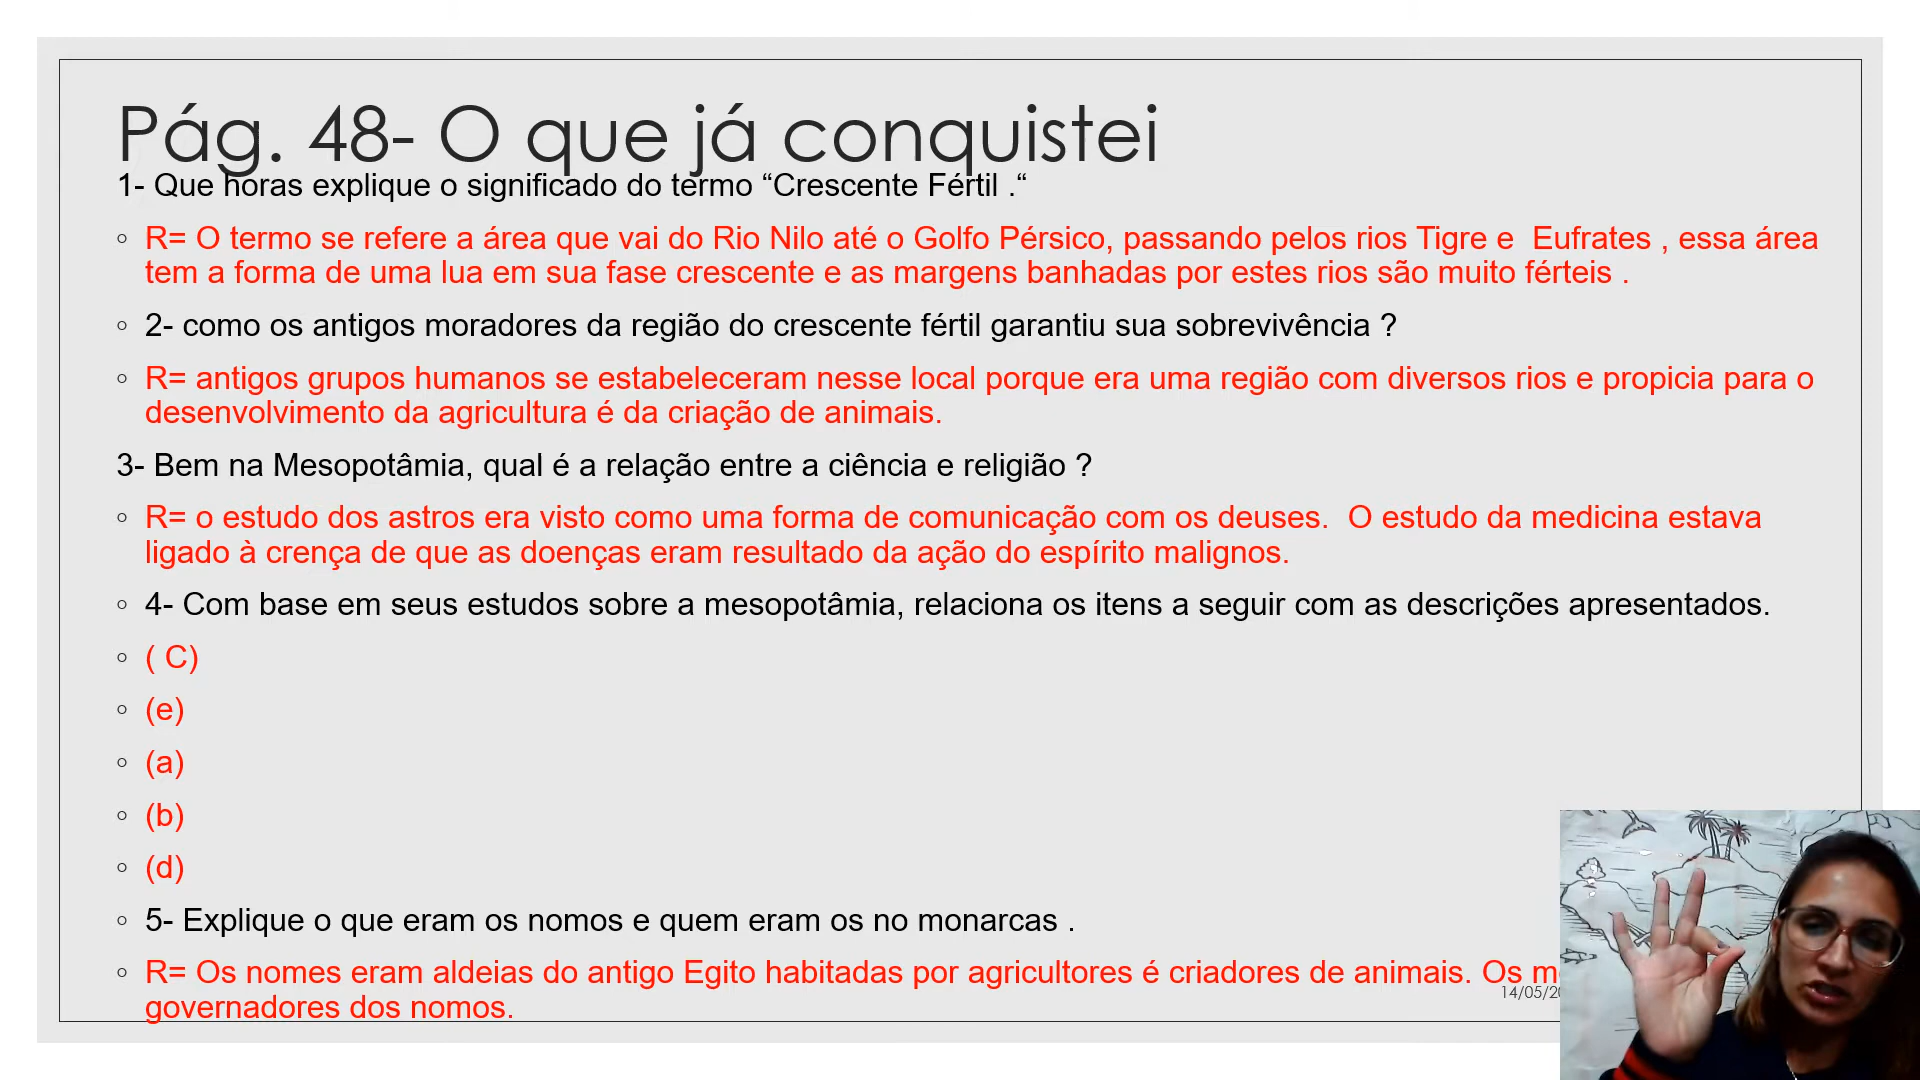 Pág. 48- O que já conquistei
1- Que horas explique o significado do termo “Crescente Fértil .“
R= O termo se refere a área que vai do Rio Nilo até o Golfo Pérsico, passando pelos rios Tigre e  Eufrates , essa área
tem a forma de uma lua em sua fase crescente e as margens banhadas por estes rios são muito férteis .
2- como os antigos moradores da região do crescente fértil garantiu sua sobrevivência ?
R= antigos grupos humanos se estabeleceram nesse local porque era uma região com diversos rios e propicia para o
desenvolvimento da agricultura é da criação de animais.
3- Bem na Mesopotâmia, qual é a relação entre a ciência e religião ?
R= o estudo dos astros era visto como uma forma de comunicação com os deuses.  O estudo da medicina estava
ligado à crença de que as doenças eram resultado da ação do espírito malignos.
4- Com base em seus estudos sobre a mesopotâmia, relaciona os itens a seguir com as descrições apresentados.
( C)
(e)
(a)
(b)
(d)
5- Explique o que eram os nomos e quem eram os no monarcas .
R= Os nomes eram aldeias do antigo Egito habitadas por agricultores é criadores de animais. Os
governadores dos nomos.
14/05/